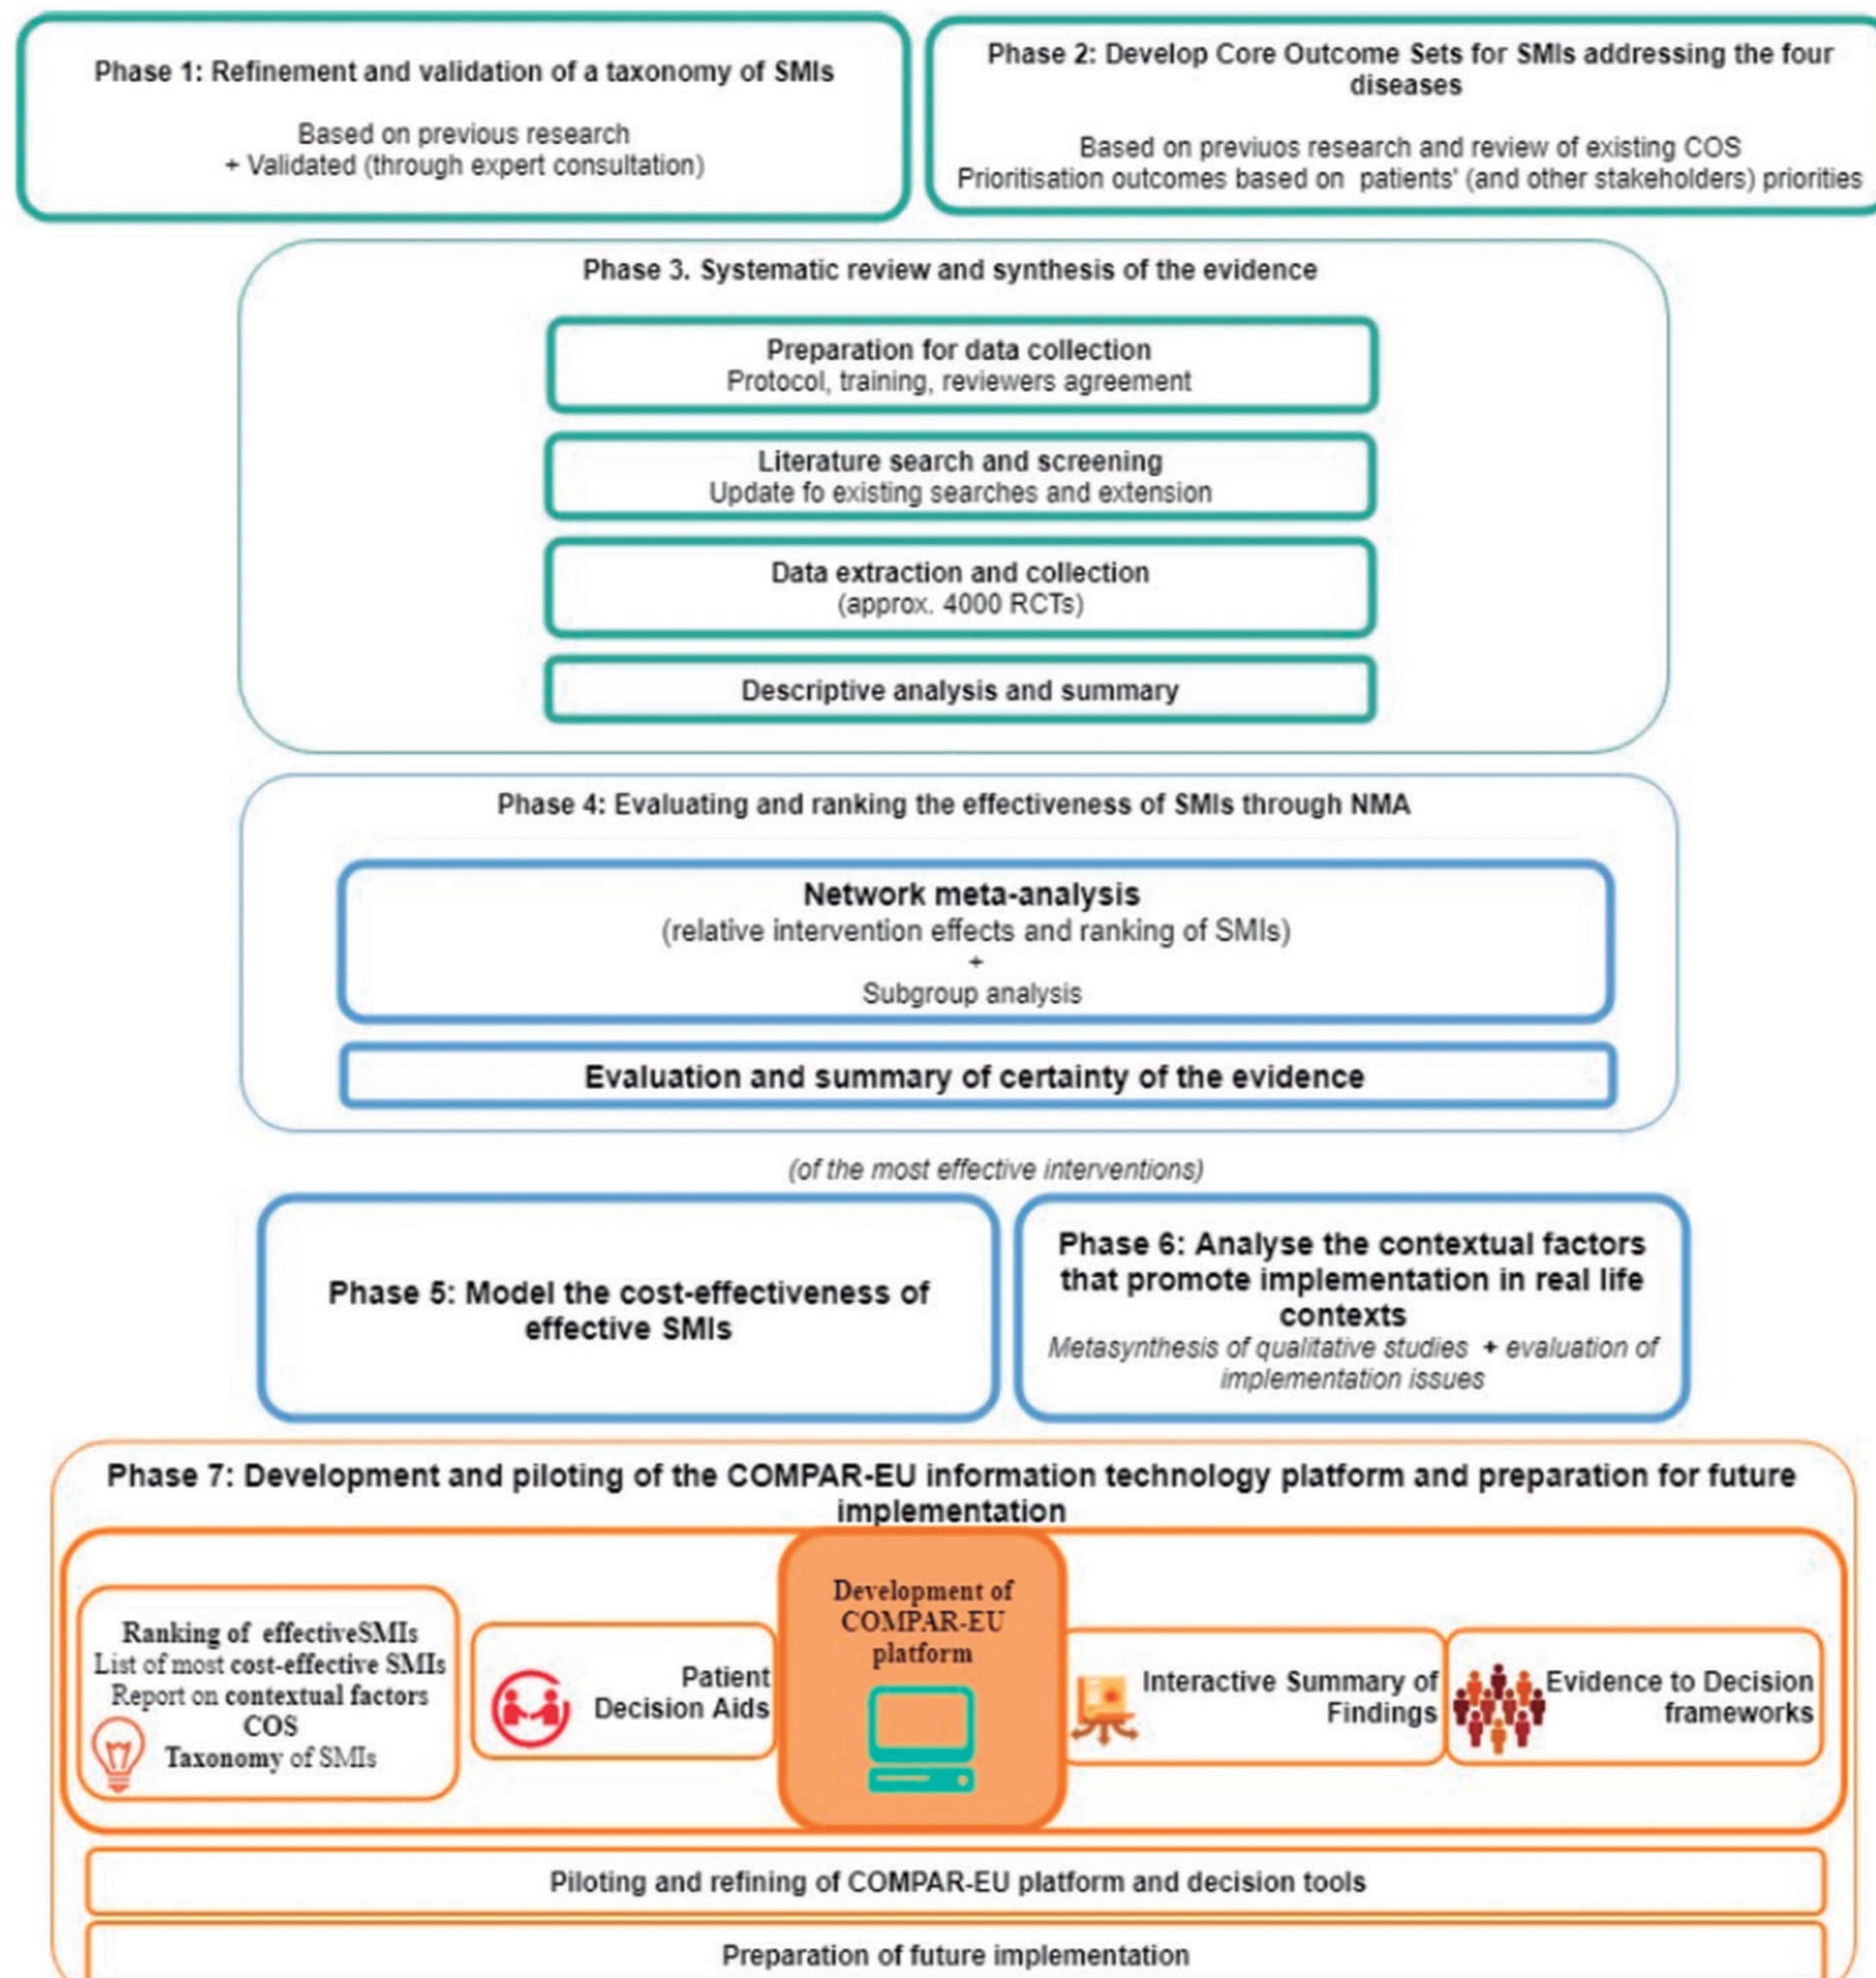 Phase 1: Refinement and validation of a taxonomy of SMIs
Based on previous research
+ Validated (through expert consultation)
Phase 2: Develop Core Outcome Sets for SMIs addressing the four
diseases
Based on previuos research and review of existing COS
Prioritisation outcomes based on patients' (and other stakeholders) priorities
Phase 3. Systematic review and synthesis of the evidence
Preparation for data collection
Protocol, training, reviewers agreement
Literature search and screening
Update fo existing searches and extension
Data extraction and collection
(approx. 4000 RCTs)
Descriptive analysis and summary
Phase 4: Evaluating and ranking the effectiveness of SMIs through NMA
Network meta-analysis
(relative intervention effects and ranking of SMIs)
+
Subgroup analysis
Evaluation and summary of certainty of the evidence
(of the most effective interventions)
Phase 5: Model the cost-effectiveness of
effective SMIs
Phase 6: Analyse the contextual factors
that promote implementation in real life
contexts
Metasynthesis of qualitative studies + evaluation of
implementation issues
Phase 7: Development and piloting of the COMPAR-EU information technology platform and preparation for future
implementation
Ranking of effectiveSMIs
List of most cost-effective SMIs
Report on contextual factors
COS
Taxonomy of SMIs
Patient
Decision Aids
Development of
COMPAR-EU
platform
Interactive Summary of
Findings
Evidence to Decision
frameworks
Piloting and refining of COMPAR-EU platform and decision tools
Preparation of future implementation